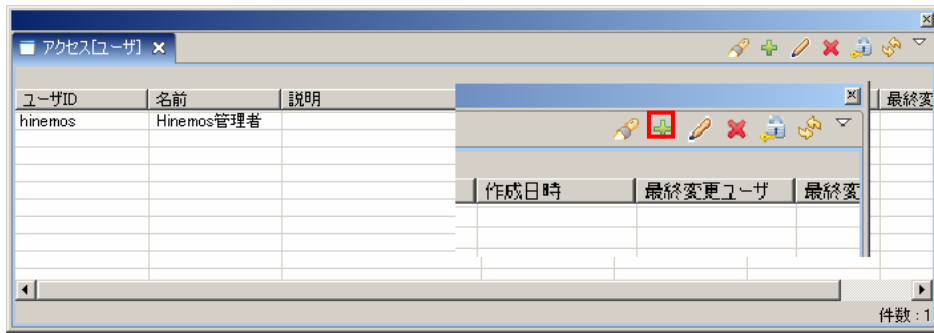 アクセス[ユーザ]
ユーザID 名前 説明 最終変
hinemos Hinemos管理者
作成日時 最終変更ユーザ 最終変
件数 : 1